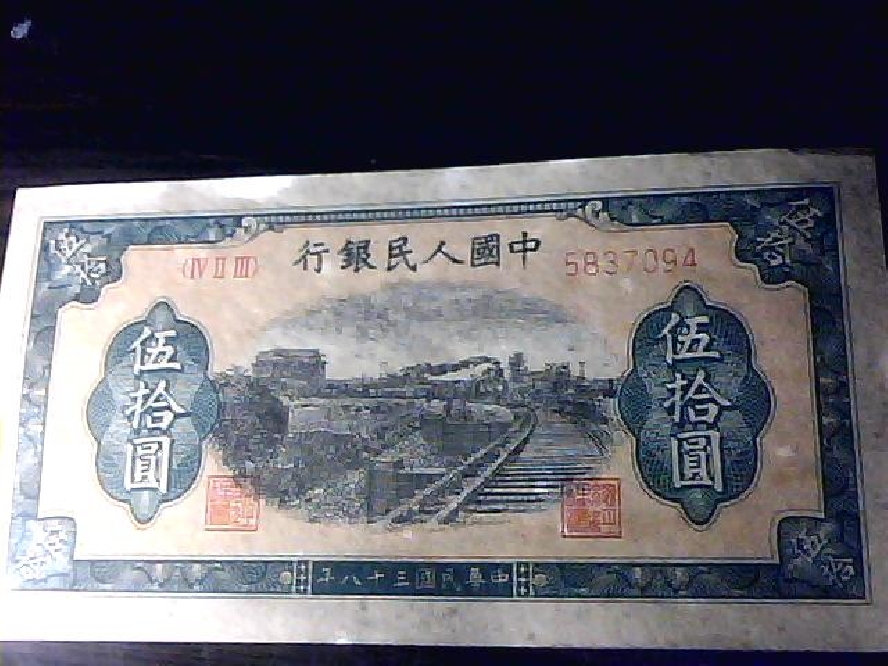 中國人民銀行
〈IV II III〉
5837094
伍拾圓
伍拾圓
中華民國三十八年